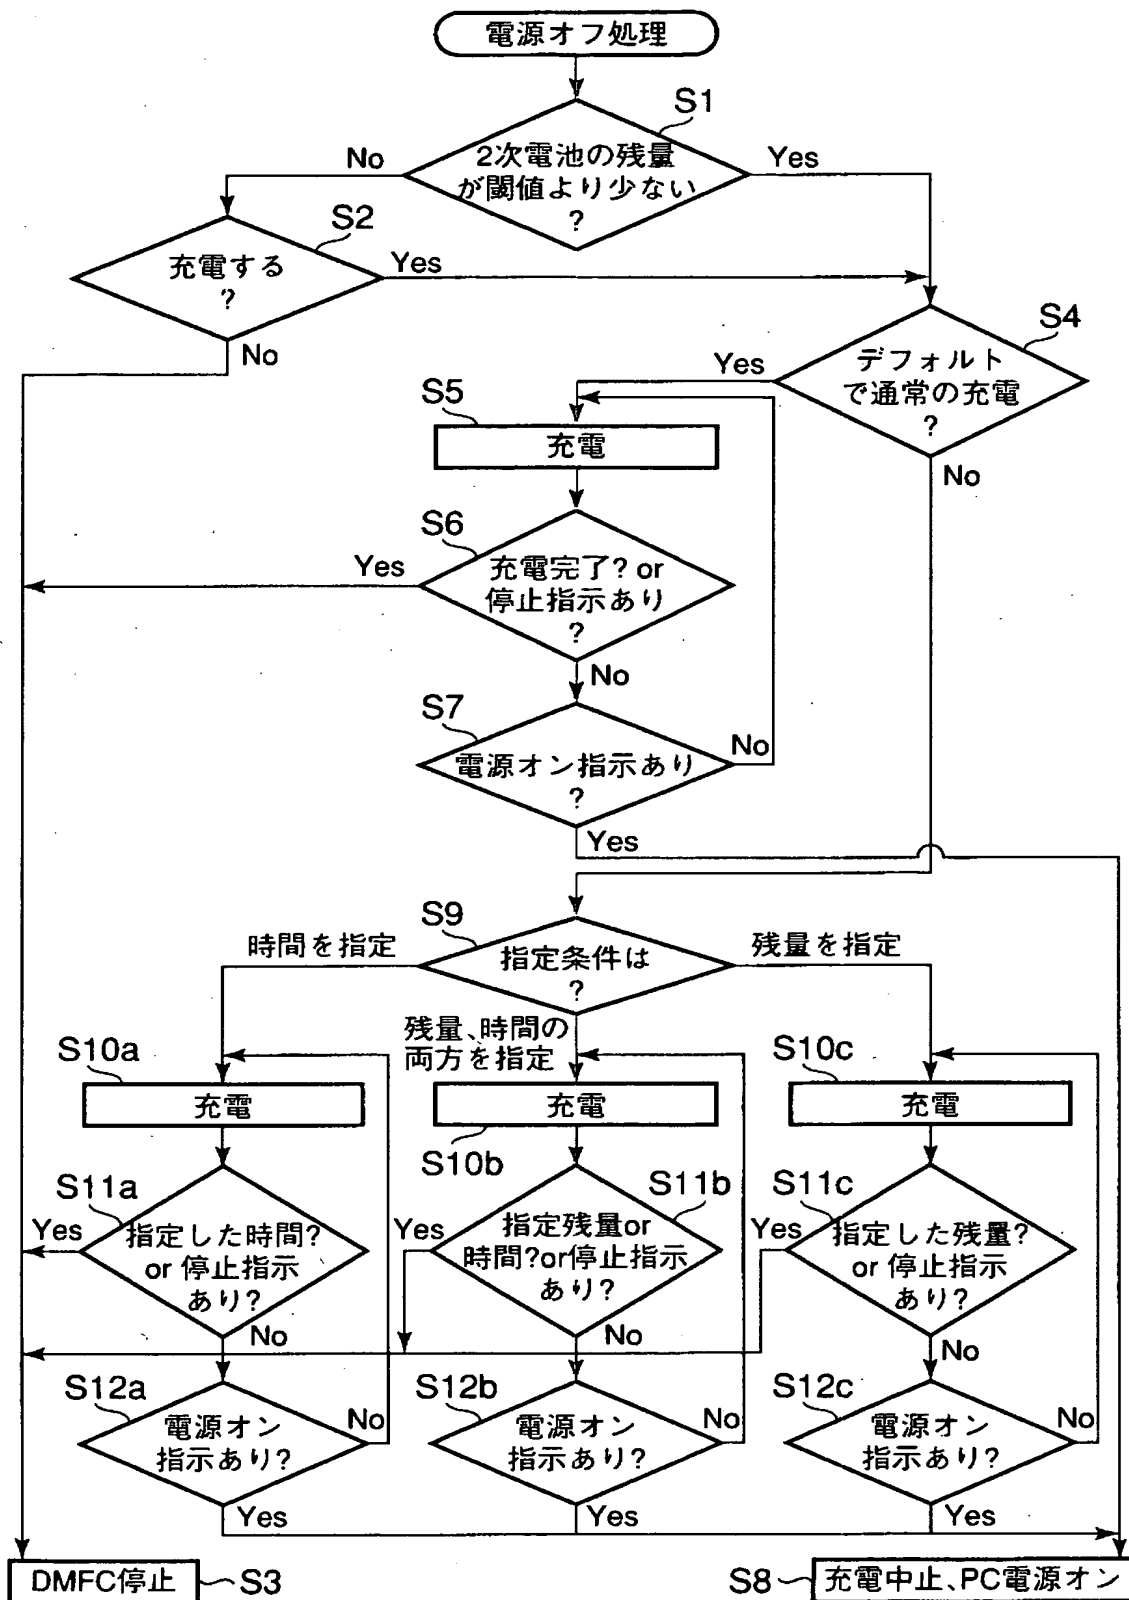 電源オフ処理
S1
2次電池の残量
が閾値より少ない
?
No
Yes
S2
充電する
?
Yes
No
S4
デフォルト
で通常の充電
?
Yes
No
S5
充電
S6
充電完了? or
停止指示あり
?
Yes
No
S7
電源オン指示あり
?
No
Yes
S9
指定条件は
?
時間を指定
残量、時間の
両方を指定
残量を指定
S10a
充電
S10b
充電
S10c
充電
S11a
指定した時間?
or 停止指示
あり?
Yes
No
S11b
指定残量or
時間?or停止指示
あり?
Yes
No
S11c
指定した残量?
or 停止指示
あり?
Yes
No
S12a
電源オン
指示あり?
No
Yes
S12b
電源オン
指示あり?
No
Yes
S12c
電源オン
指示あり?
No
Yes
DMFC停止
S3
S8
充電中止、PC電源オン